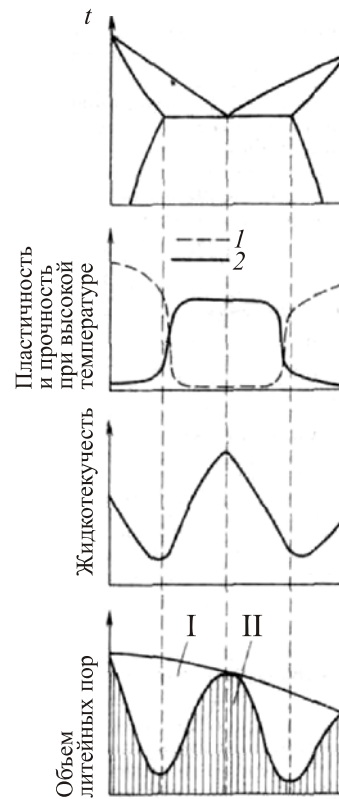 t
1
2
Пластичность
и прочность
при высокой
температуре
Жидкотекучесть
I
II
Объем
литейных пор